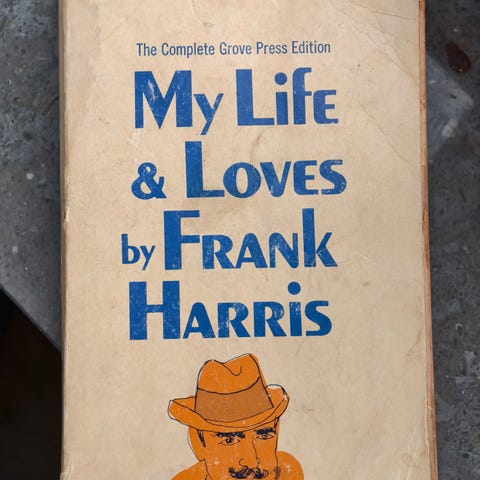 The Complete Grove Press Edition
My Life
& Loves
by Frank
Harris